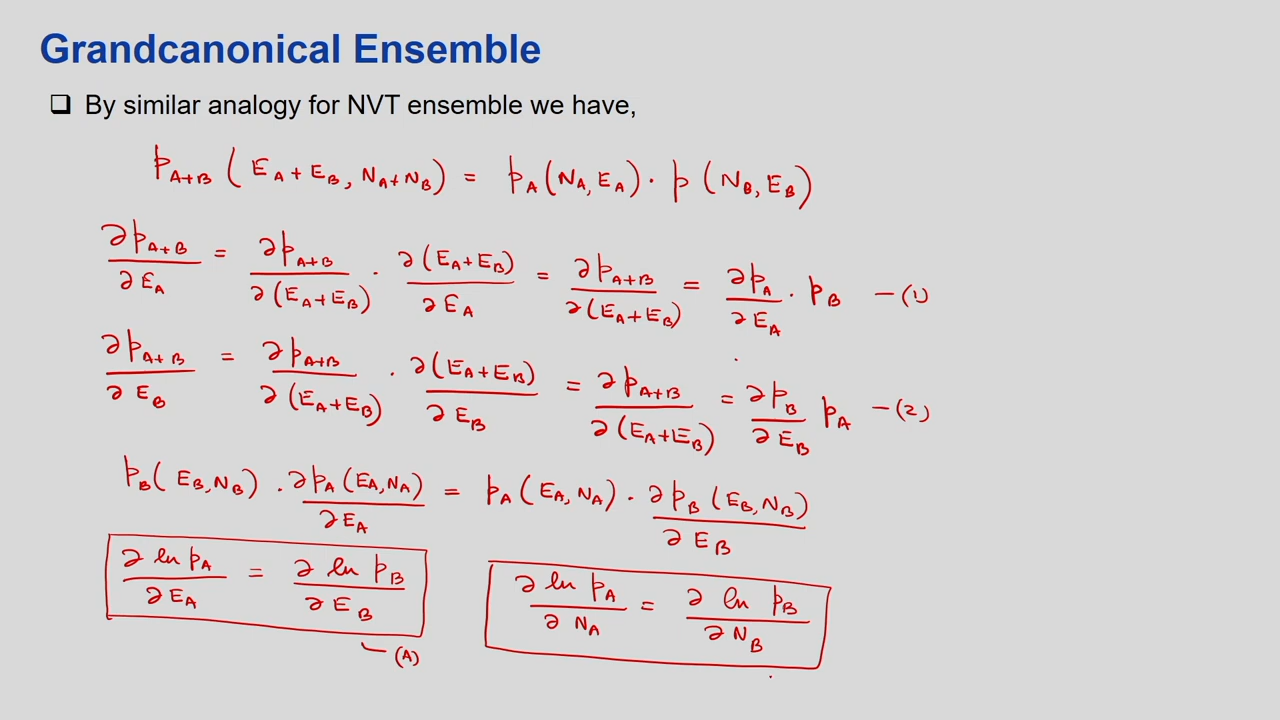 Grandcanonical Ensemble
❑ By similar analogy for NVT ensemble we have,
p_{A+B} (E_A + E_B, N_A + N_B) = p_A (N_A, E_A) · p (N_B, E_B)
∂p_{A+B}/∂E_A = ∂p_{A+B}/∂(E_A + E_B) · ∂(E_A + E_B)/∂E_A = ∂p_{A+B}/∂(E_A + E_B) = ∂p_A/∂E_A · p_B – (1)
∂p_{A+B}/∂E_B = ∂p_{A+B}/∂(E_A + E_B) · ∂(E_A + E_B)/∂E_B = ∂p_{A+B}/∂(E_A + E_B) = ∂p_B/∂E_B p_A – (2)
p_B (E_B, N_B) · ∂p_A (E_A, N_A)/∂E_A = p_A (E_A, N_A) · ∂p_B (E_B, N_B)/∂E_B
∂ ln p_A/∂E_A = ∂ ln p_B/∂E_B – (A)
∂ ln p_A/∂N_A = ∂ ln p_B/∂N_B